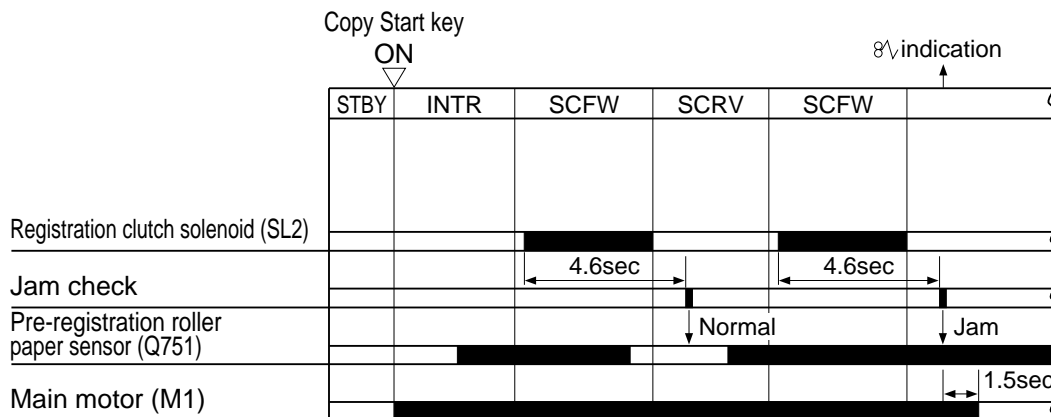 Copy Start key
ON
indication
STBY INTR SCFW SCRV SCFW
Registration clutch solenoid (SL2)
4.6sec 4.6sec
Jam check
Normal Jam
Pre-registration roller
paper sensor (Q751)
1.5sec
Main motor (M1)